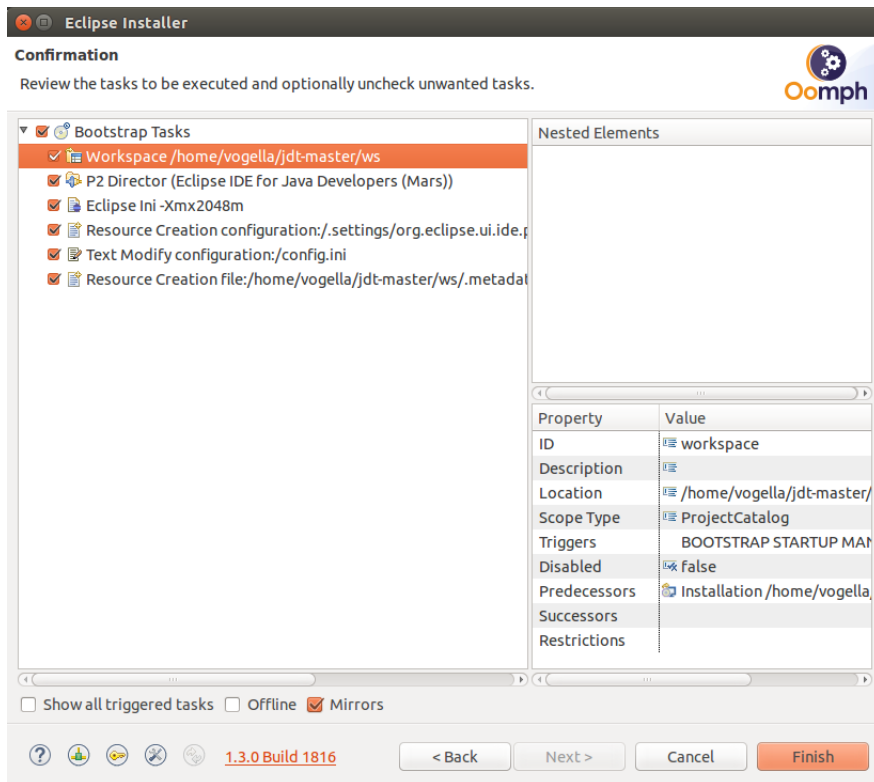 Eclipse Installer
Confirmation
Review the tasks to be executed and optionally uncheck unwanted tasks.
Oomph
Bootstrap Tasks
Workspace /home/vogella/jdt-master/ws
P2 Director (Eclipse IDE for Java Developers (Mars))
Eclipse Ini -Xmx2048m
Resource Creation configuration:/.settings/org.eclipse.ui.ide.p
Text Modify configuration:/config.ini
Resource Creation file:/home/vogella/jdt-master/ws/.metadat
Nested Elements
Property Value
ID workspace
Description
Location /home/vogella/jdt-master/
Scope Type ProjectCatalog
Triggers BOOTSTRAP STARTUP MAN
Disabled false
Predecessors Installation /home/vogella/
Successors
Restrictions
Show all triggered tasks Offline Mirrors
1.3.0 Build 1816 < Back Next > Cancel Finish